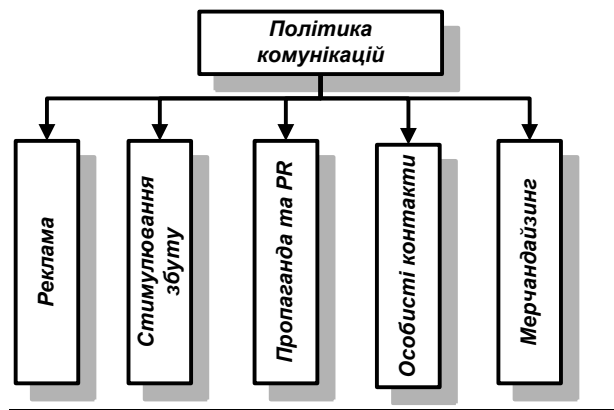 Політика
комунікацій
Реклама
Стимулювання
збуту
Пропаганда та PR
Особисті контакти
Мерчандайзинг